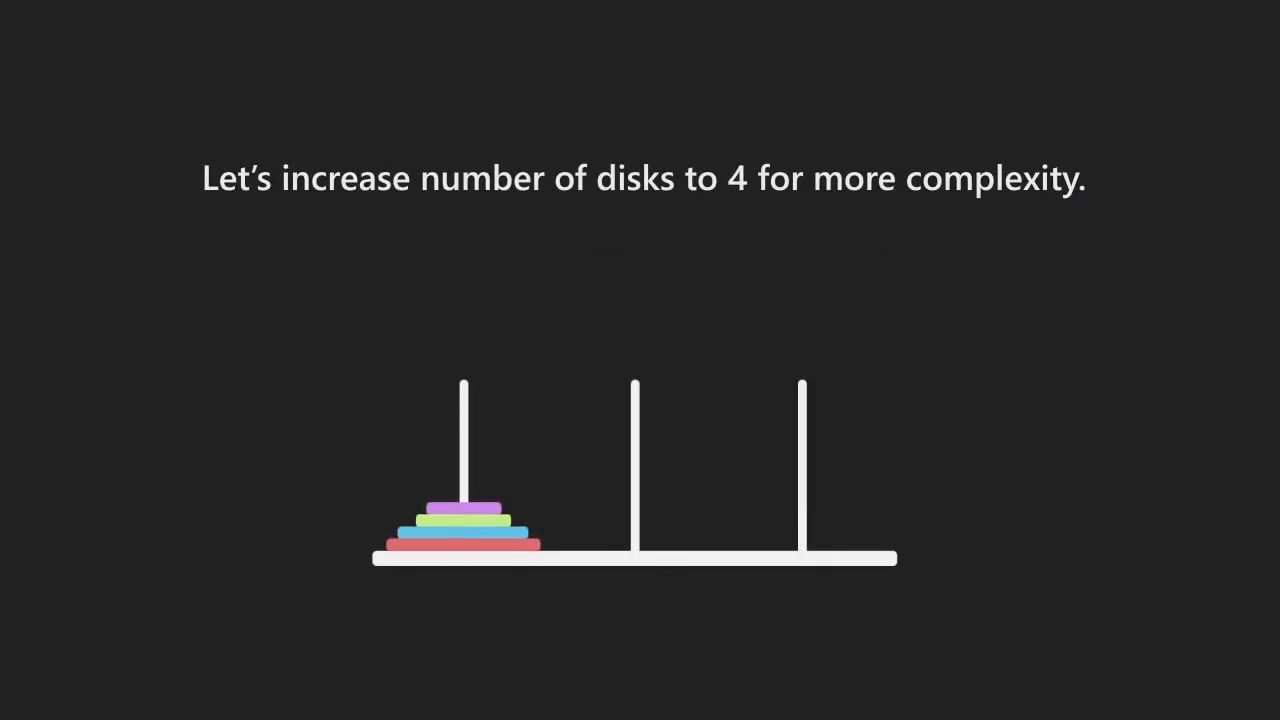 Let’s increase number of disks to 4 for more complexity.